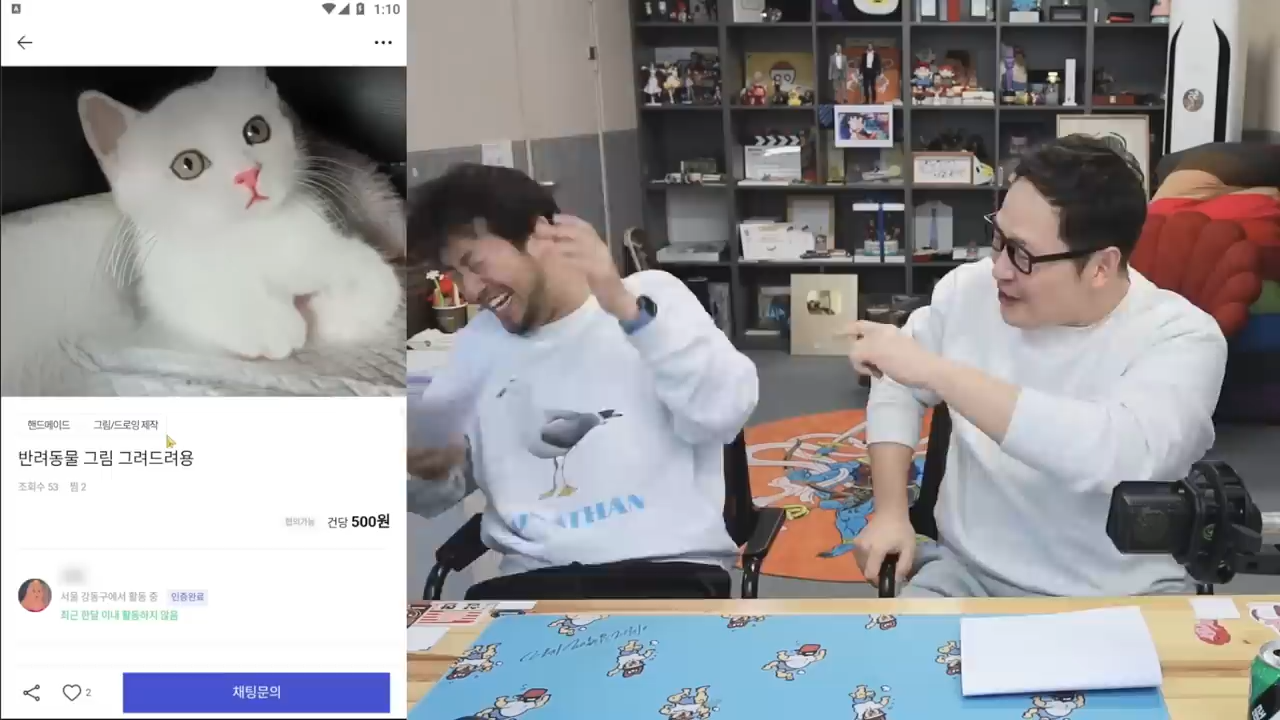 1:10
핸드메이드 그림/드로잉 제작
반려동물 그림 그려드려용
조회수 53 찜 2
협의가능 건당 500원
서울 강동구에서 활동 중 인증완료
최근 한달 이내 활동하지 않음
2 채팅문의